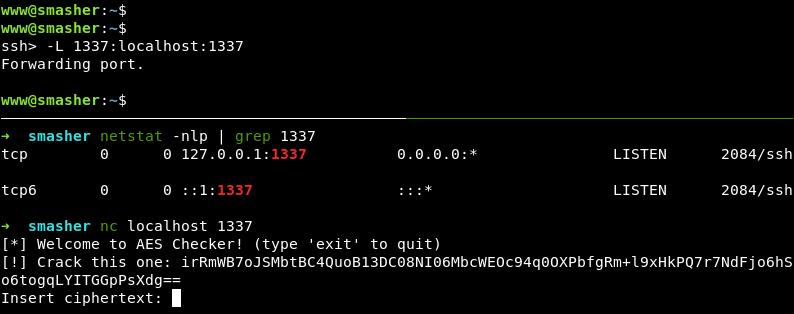 www@smasher:~$
www@smasher:~$
ssh> -L 1337:localhost:1337
Forwarding port.
www@smasher:~$
➜  smasher netstat -nlp | grep 1337
tcp        0      0 127.0.0.1:1337          0.0.0.0:*               LISTEN      2084/ssh
tcp6       0      0 ::1:1337                :::*                    LISTEN      2084/ssh
➜  smasher nc localhost 1337
[*] Welcome to AES Checker! (type 'exit' to quit)
[!] Crack this one: irRmWB7oJSMbtBC4QuoB13DC08NI06MbcWEOc94q0OXPbfgRm+l9xHkPQ7r7NdFjo6hS
o6togqLYITGGpPsXdg==
Insert ciphertext: